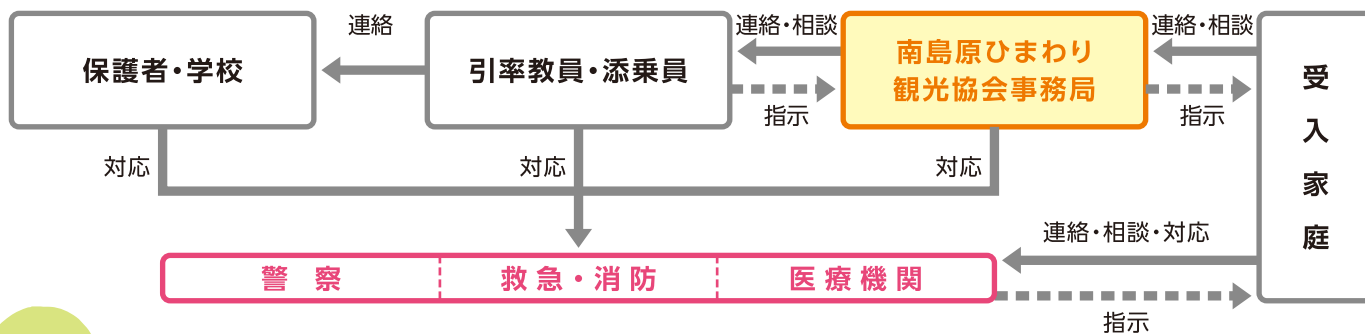 連絡
連絡・相談
連絡・相談
保護者・学校
引率教員・添乗員
南島原ひまわり
観光協会事務局
受入家庭
指示
指示
対応
対応
対応
連絡・相談・対応
警察
救急・消防
医療機関
指示